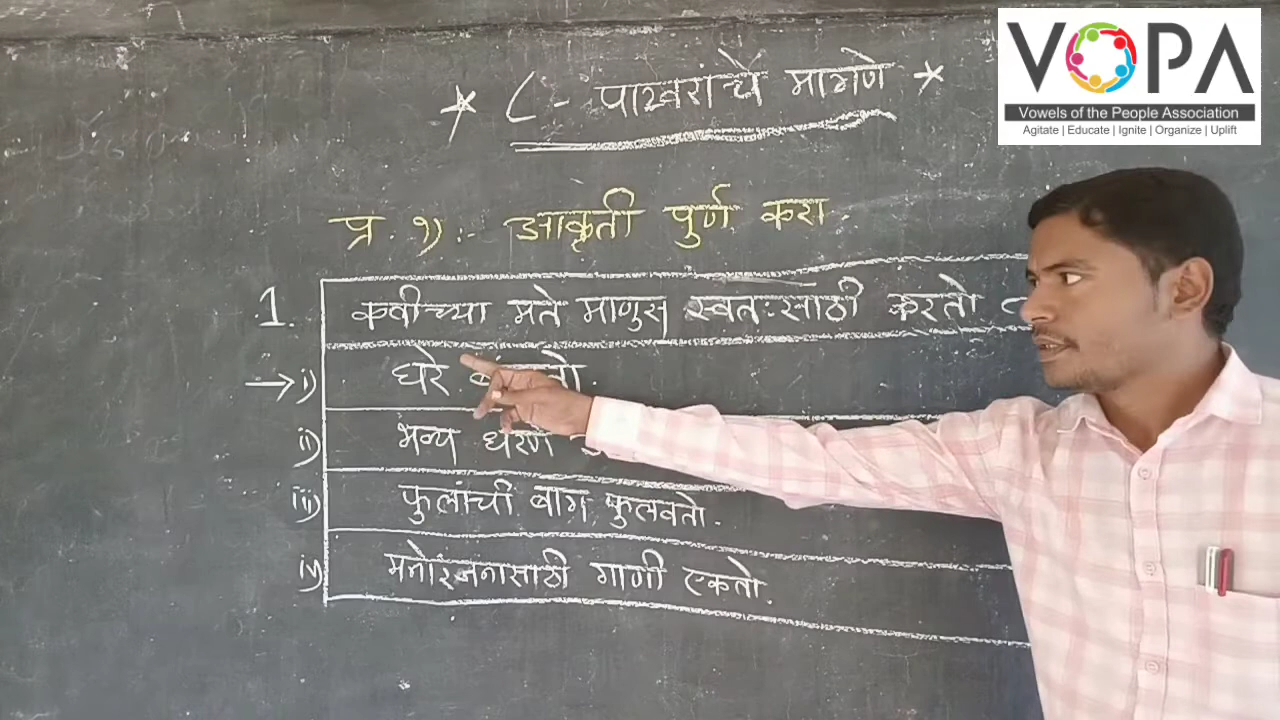 VOPA
Vowels of the People Association
Agitate | Educate | Ignite | Organize | Uplift
* ८ - पाखरांचे मागणे *
प्र. १) :- आकृती पुर्ण करा.
1. कवीच्या मते माणुस स्वतःसाठी करतो
→ i) घरे
ii) भव्य धरण
iii) फुलांची बाग फुलवतो.
iv) मनोरंजनासाठी गाणी एकतो.